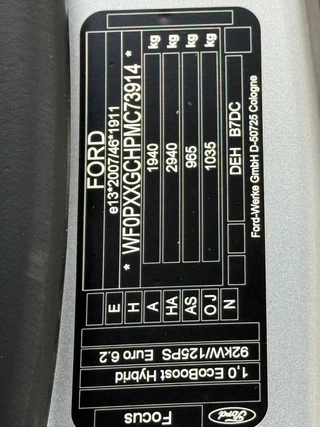 FORD
e13*2007/46*1911
* WF0PXXGCHPMC73914 *
1940 kg
2940 kg
965 kg
1035 kg
DEH B7DC
Ford-Werke GmbH D-50725 Cologne
E H A HA AS OJ N
92kW/125PS Euro 6.2
1,0 EcoBoost Hybrid
Focus
Ford